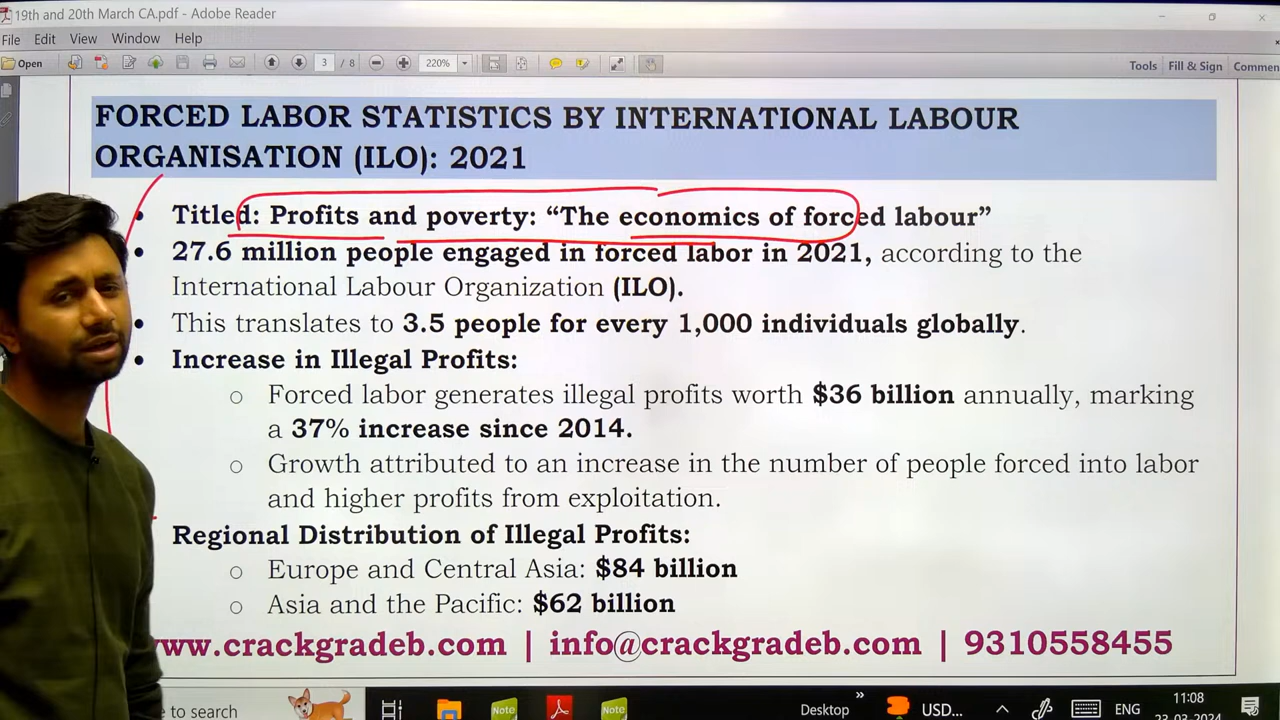 19th and 20th March CA.pdf - Adobe Reader
File Edit View Window Help
Open 3 / 8 220% Tools Fill & Sign Commen
FORCED LABOR STATISTICS BY INTERNATIONAL LABOUR
ORGANISATION (ILO): 2021
• Titled: Profits and poverty: “The economics of forced labour”
• 27.6 million people engaged in forced labor in 2021, according to the
International Labour Organization (ILO).
• This translates to 3.5 people for every 1,000 individuals globally.
• Increase in Illegal Profits:
o Forced labor generates illegal profits worth $36 billion annually, marking
a 37% increase since 2014.
o Growth attributed to an increase in the number of people forced into labor
and higher profits from exploitation.
Regional Distribution of Illegal Profits:
o Europe and Central Asia: $84 billion
o Asia and the Pacific: $62 billion
www.crackgradeb.com | info@crackgradeb.com | 9310558455
to search Note Note Desktop » USD... ENG 11:08